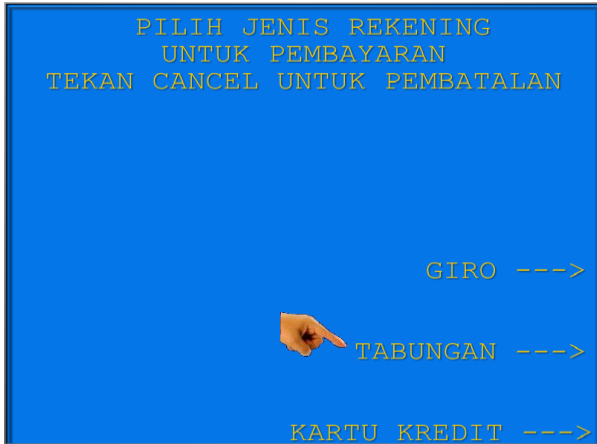 PILIH JENIS REKENING
UNTUK PEMBAYARAN
TEKAN CANCEL UNTUK PEMBATALAN
GIRO --->
TABUNGAN --->
KARTU KREDIT --->